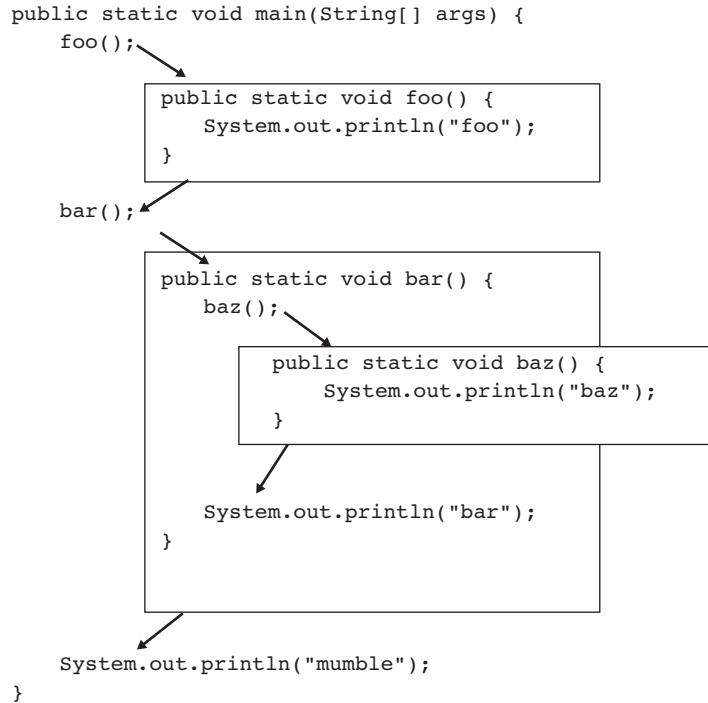 public static void main(String[] args) {
foo();
public static void foo() {
System.out.println("foo");
}
bar();
public static void bar() {
baz();
public static void baz() {
System.out.println("baz");
}
System.out.println("bar");
}
System.out.println("mumble");
}